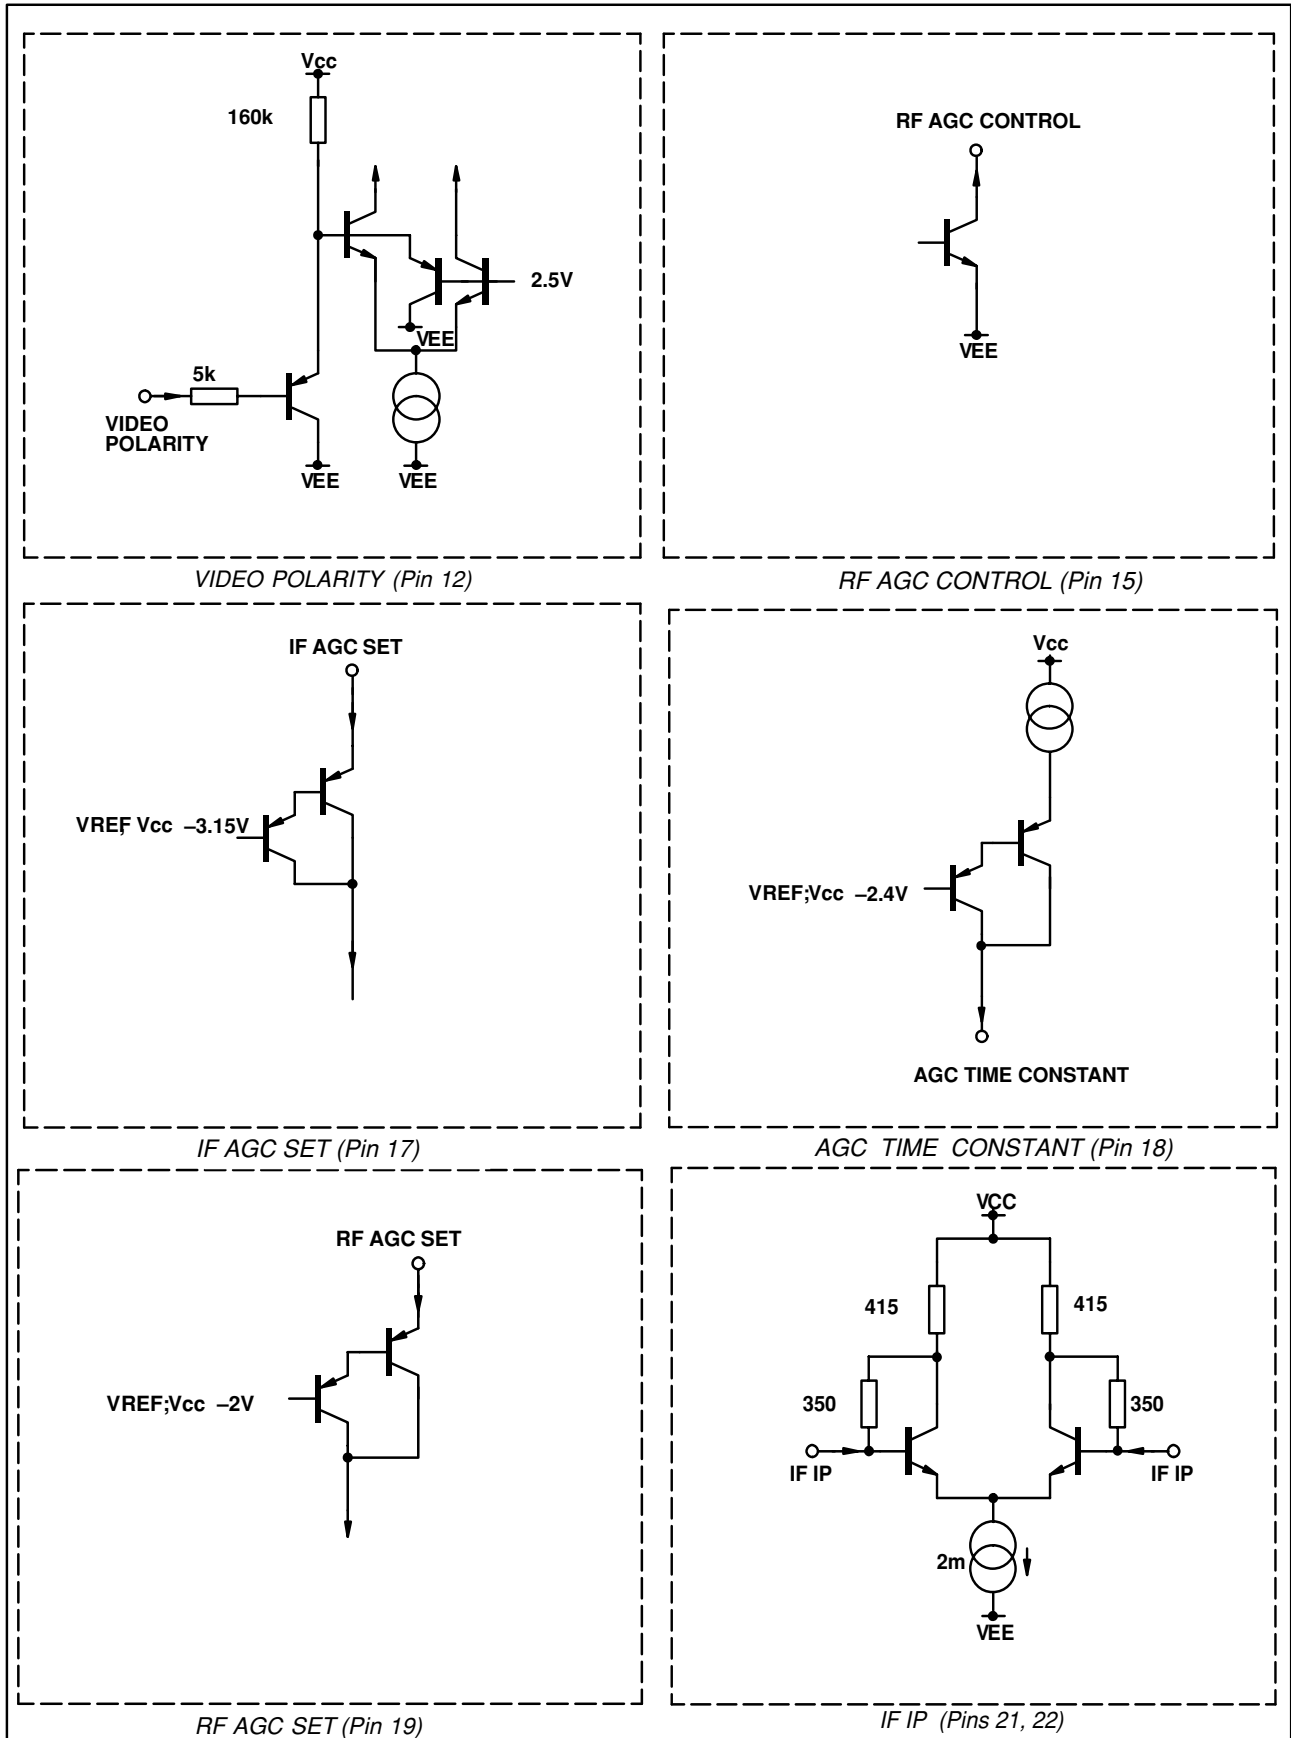 Vcc
160k
2.5V
VEE
5k
VIDEO
POLARITY
VEE
VEE
VIDEO POLARITY (Pin 12)
RF AGC CONTROL
VEE
RF AGC CONTROL (Pin 15)
IF AGC SET
VREF, Vcc –3.15V
IF AGC SET (Pin 17)
Vcc
VREF;Vcc –2.4V
AGC TIME CONSTANT
AGC TIME CONSTANT (Pin 18)
RF AGC SET
VREF;Vcc –2V
RF AGC SET (Pin 19)
VCC
415
415
350
350
IF IP
IF IP
2m
VEE
IF IP (Pins 21, 22)